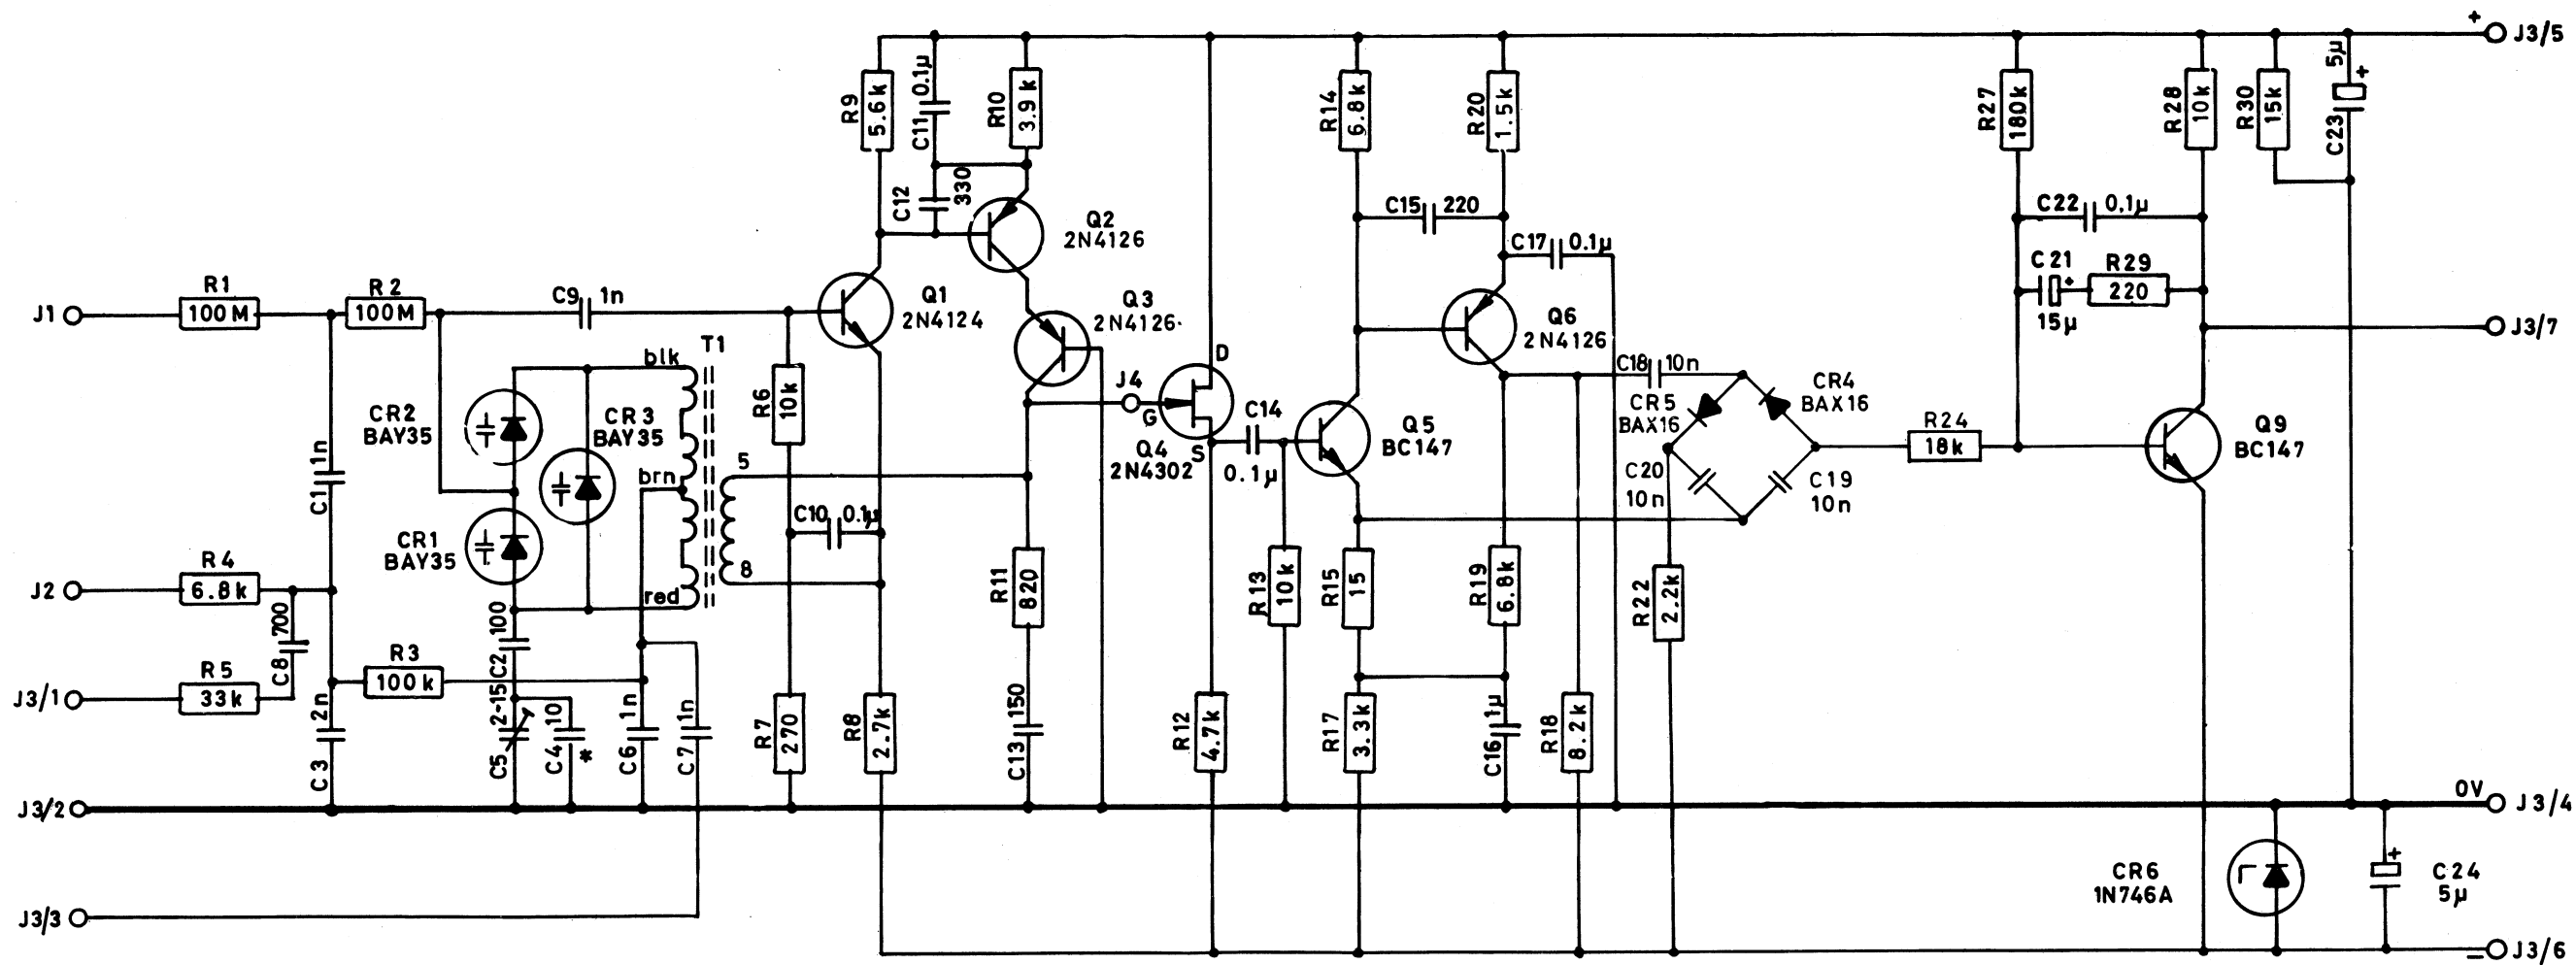 +
J3/5
R9
5.6k
C11
0.1µ
R10
3.9k
R14
6.8k
R20
1.5k
R27
180k
R28
10k
R30
15k
5µ
+
C23
C12
330
Q2
2N4126
C15
220
C17
0.1µ
C22
0.1µ
C21
+
15µ
R29
220
J1
R1
100M
R2
100M
C9
1n
Q1
2N4124
Q3
2N4126
Q6
2N4126
J3/7
T1
blk
CR2
BAY35
CR3
BAY35
R6
10k
J4
G
D
S
Q4
2N4302
C14
0.1µ
Q5
BC147
C18
10n
CR5
BAX16
CR4
BAX16
R24
18k
Q9
BC147
C1
1n
brn
5
C10
0.1µ
C20
10n
C19
10n
CR1
BAY35
red
8
J2
R4
6.8k
C8
700
C2
100
R11
820
R13
10k
R15
15
R19
6.8k
R22
2.2k
R3
100k
J3/1
R5
33k
C3
2n
C5
2-15
C4
10
*
C6
1n
C7
1n
R7
270
R8
2.7k
C13
150
R12
4.7k
R17
3.3k
C16
1µ
R18
8.2k
J3/2
0V
J3/4
CR6
1N746A
+
C24
5µ
J3/3
–
J3/6